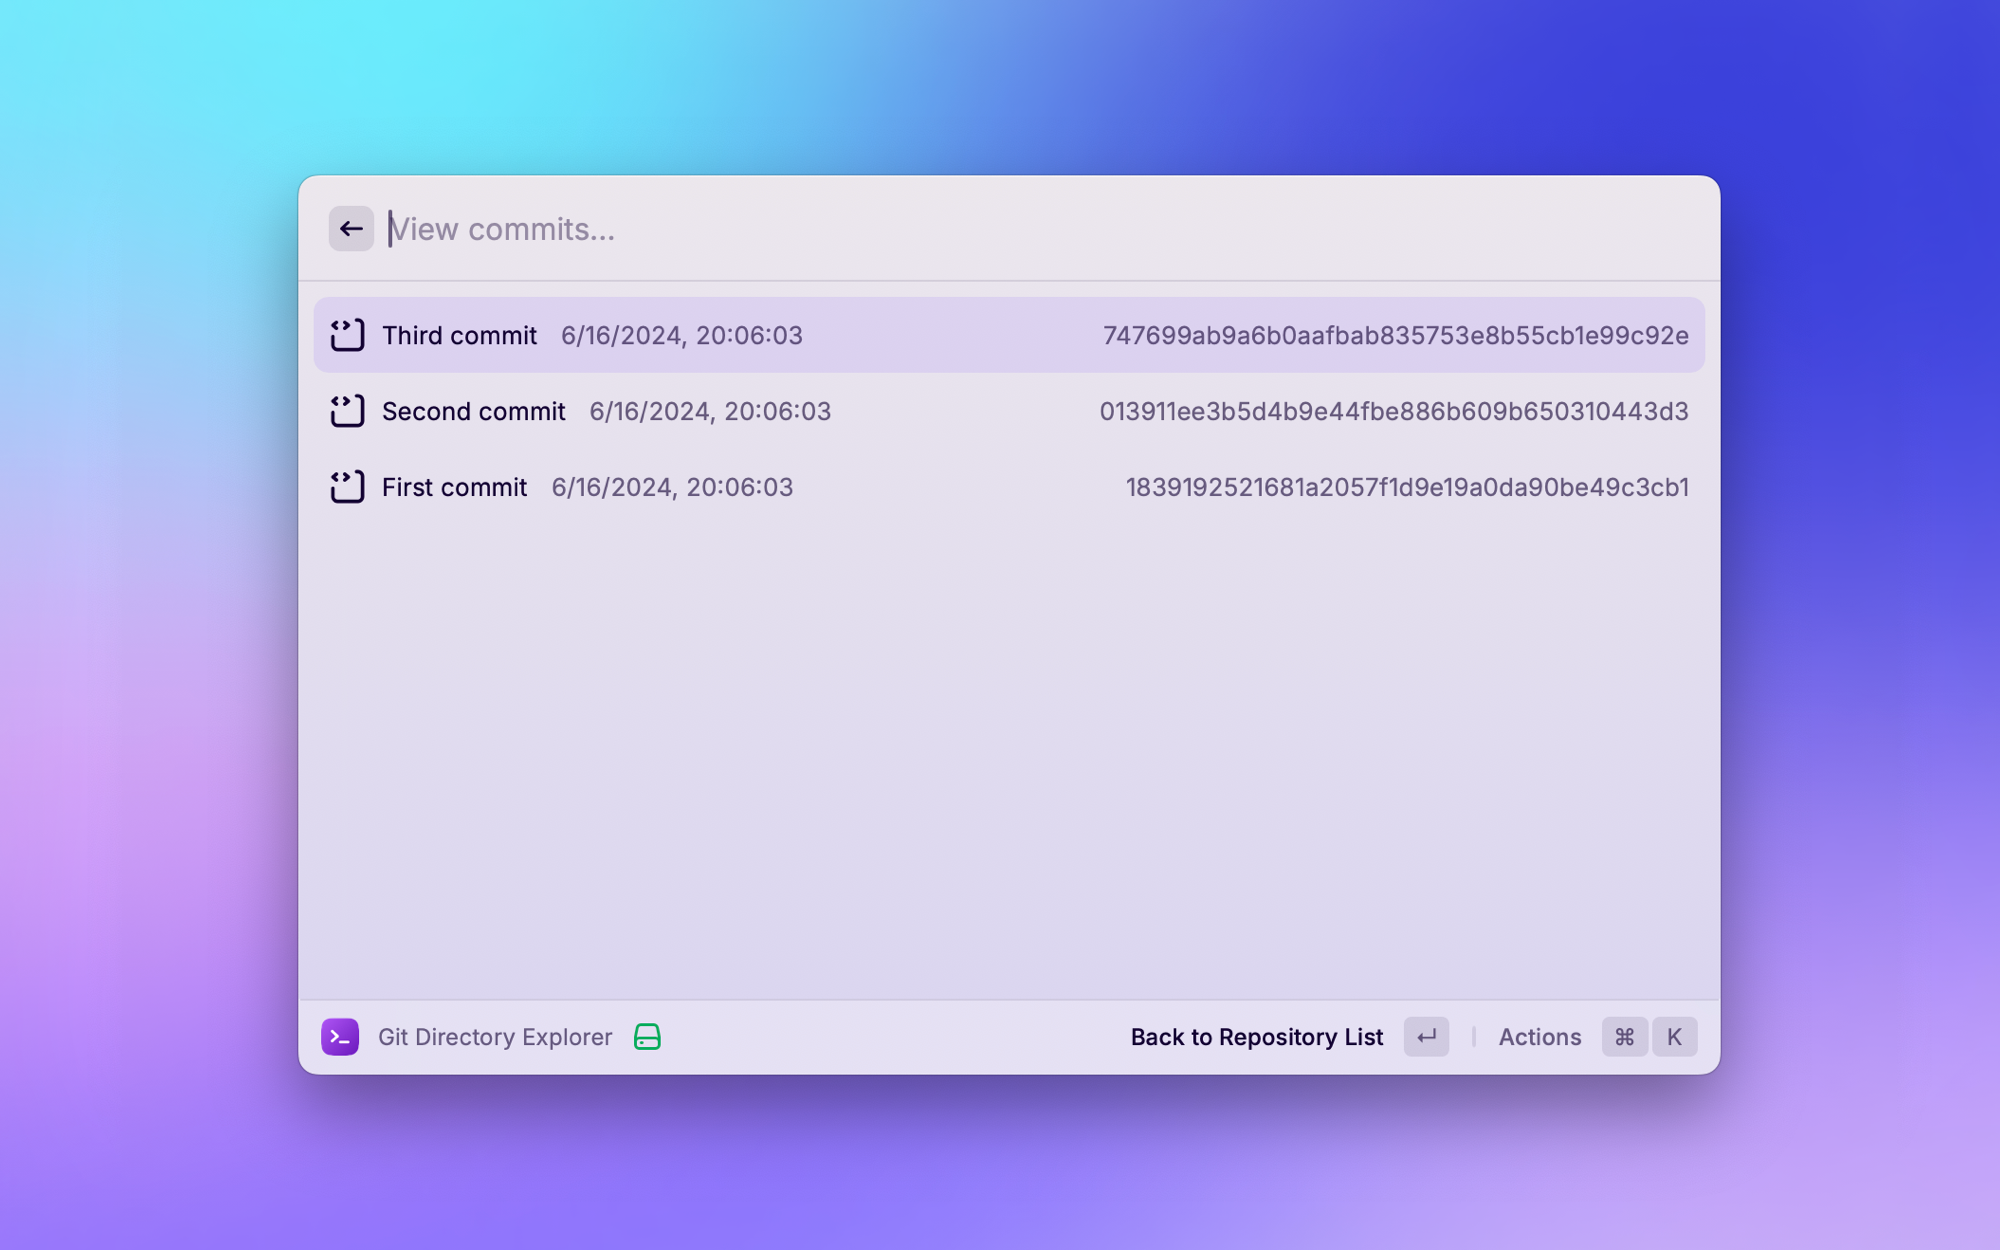 View commits...
Third commit 6/16/2024, 20:06:03 747699ab9a6b0aafbab835753e8b55cb1e99c92e
Second commit 6/16/2024, 20:06:03 013911ee3b5d4b9e44fbe886b609b650310443d3
First commit 6/16/2024, 20:06:03 1839192521681a2057f1d9e19a0da90be49c3cb1
Git Directory Explorer Back to Repository List ↵ | Actions ⌘ K